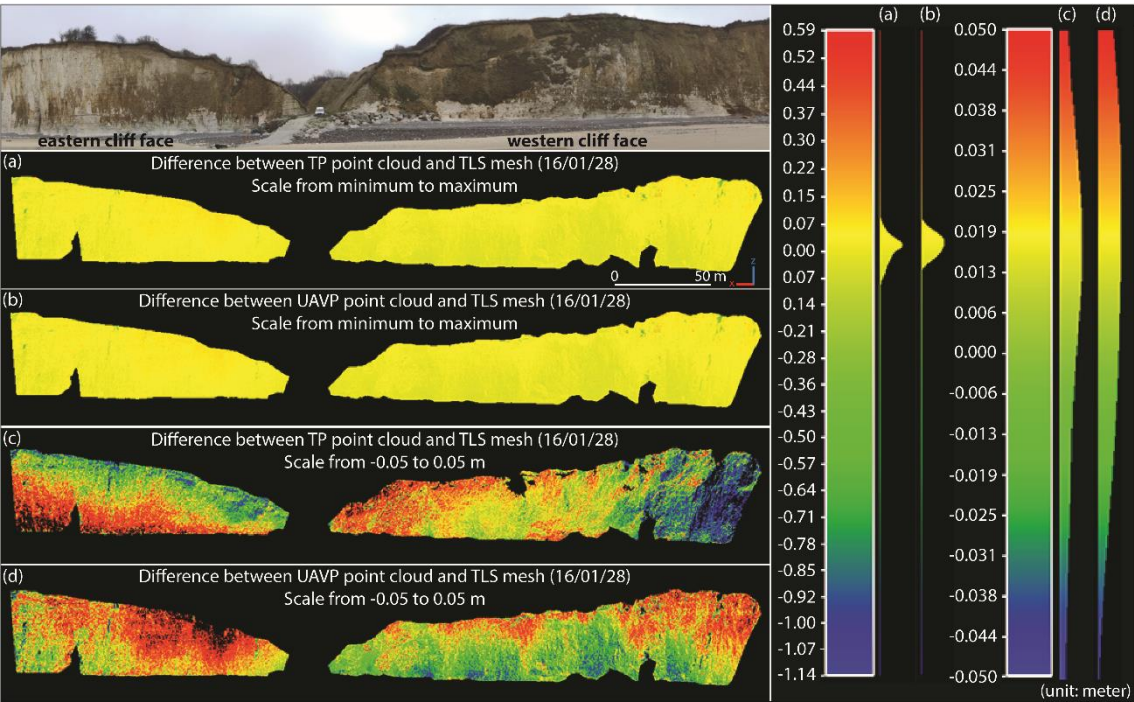 eastern cliff face
western cliff face
(a)
Difference between TP point cloud and TLS mesh (16/01/28)
Scale from minimum to maximum
0
50 m
z
x
(b)
Difference between UAVP point cloud and TLS mesh (16/01/28)
Scale from minimum to maximum
(c)
Difference between TP point cloud and TLS mesh (16/01/28)
Scale from -0.05 to 0.05 m
(d)
Difference between UAVP point cloud and TLS mesh (16/01/28)
Scale from -0.05 to 0.05 m
(a)
(b)
0.59
0.52
0.44
0.37
0.30
0.22
0.15
0.07
0.00
0.07
0.14
-0.21
-0.28
-0.36
-0.43
-0.50
-0.57
-0.64
-0.71
-0.78
-0.85
-0.92
-1.00
-1.07
-1.14
(c)
(d)
0.050
0.044
0.038
0.031
0.025
0.019
0.013
0.006
0.000
-0.006
-0.013
-0.019
-0.025
-0.031
-0.038
-0.044
-0.050
(unit: meter)